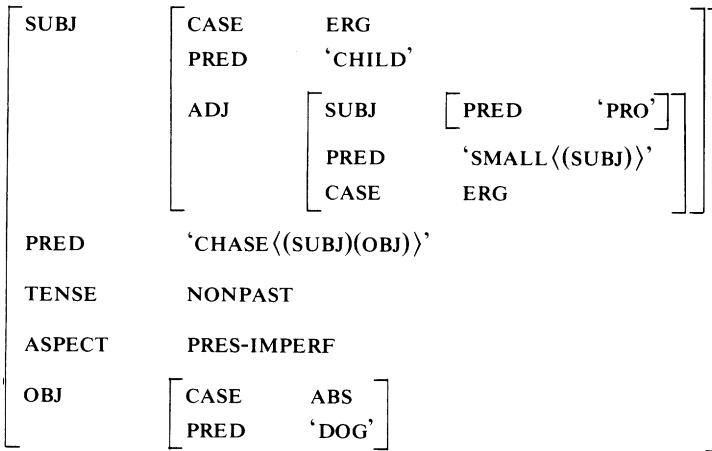 SUBJ CASE ERG
PRED ‘CHILD’
ADJ SUBJ PRED ‘PRO’
PRED ‘SMALL⟨(SUBJ)⟩’
CASE ERG
PRED ‘CHASE⟨(SUBJ)(OBJ)⟩’
TENSE NONPAST
ASPECT PRES-IMPERF
OBJ CASE ABS
PRED ‘DOG’